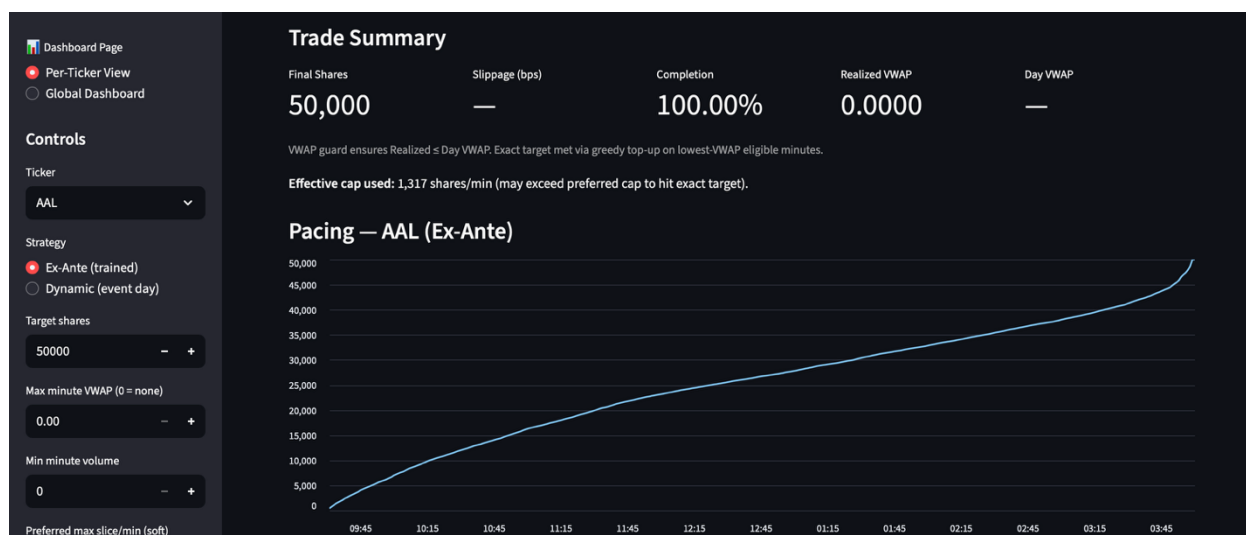 📊 Dashboard Page
Per-Ticker View
Global Dashboard
Controls
Ticker
AAL
Strategy
Ex-Ante (trained)
Dynamic (event day)
Target shares
50000 − +
Max minute VWAP (0 = none)
0.00 − +
Min minute volume
0 − +
Preferred max slice/min (soft)
Trade Summary
Final Shares Slippage (bps) Completion Realized VWAP Day VWAP
50,000 — 100.00% 0.0000 —
VWAP guard ensures Realized ≤ Day VWAP. Exact target met via greedy top-up on lowest-VWAP eligible minutes.
Effective cap used: 1,317 shares/min (may exceed preferred cap to hit exact target).
Pacing — AAL (Ex-Ante)
50,000
45,000
40,000
35,000
30,000
25,000
20,000
15,000
10,000
5,000
0
09:45 10:15 10:45 11:15 11:45 12:15 12:45 01:15 01:45 02:15 02:45 03:15 03:45